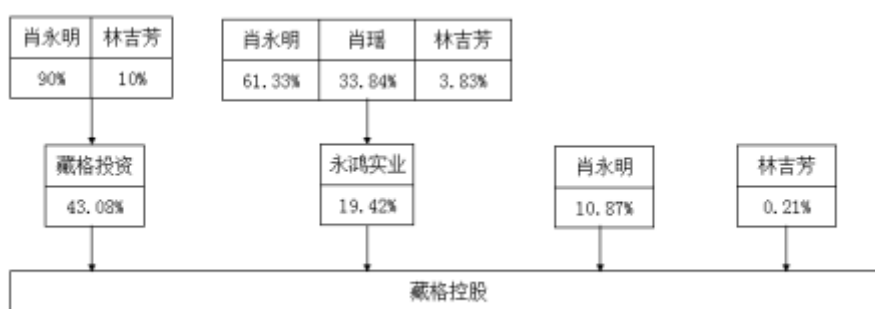 肖永明 林吉芳
90% 10%
肖永明 肖瑶 林吉芳
61.33% 33.84% 3.83%
藏格投资
43.08%
永鸿实业
19.42%
肖永明
10.87%
林吉芳
0.21%
藏格控股